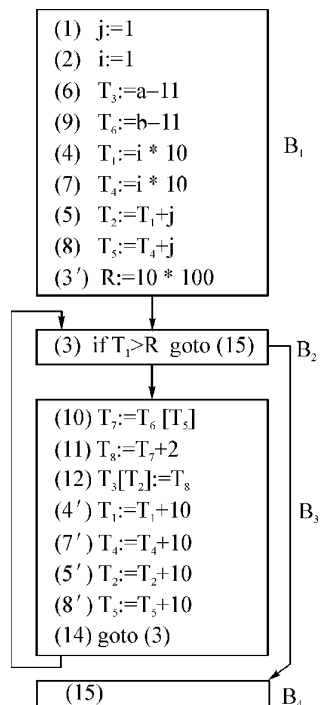 (1) j:=1
(2) i:=1
(6) T₃:=a−11
(9) T₆:=b−11
(4) T₁:=i * 10
(7) T₄:=i * 10
(5) T₂:=T₁+j
(8) T₅:=T₄+j
(3′) R:=10 * 100
B₁
(3) if T₁>R goto (15)
B₂
(10) T₇:=T₆ [T₅]
(11) T₈:=T₇+2
(12) T₃[T₂]:=T₈
(4′) T₁:=T₁+10
(7′) T₄:=T₄+10
(5′) T₂:=T₂+10
(8′) T₅:=T₅+10
(14) goto (3)
B₃
(15)
B₄